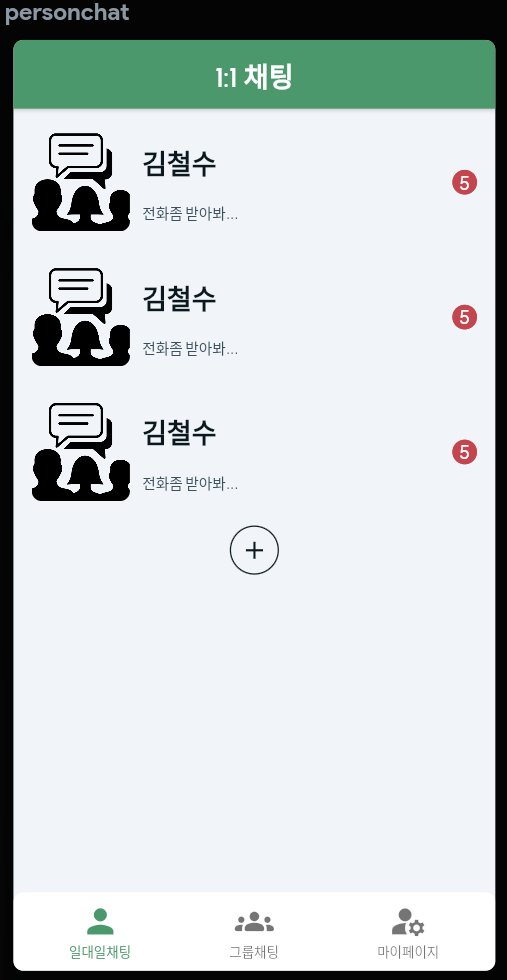 personchat
1:1 채팅
김철수
5
전화좀 받아봐...
김철수
5
전화좀 받아봐...
김철수
5
전화좀 받아봐...
일대일채팅
그룹채팅
마이페이지